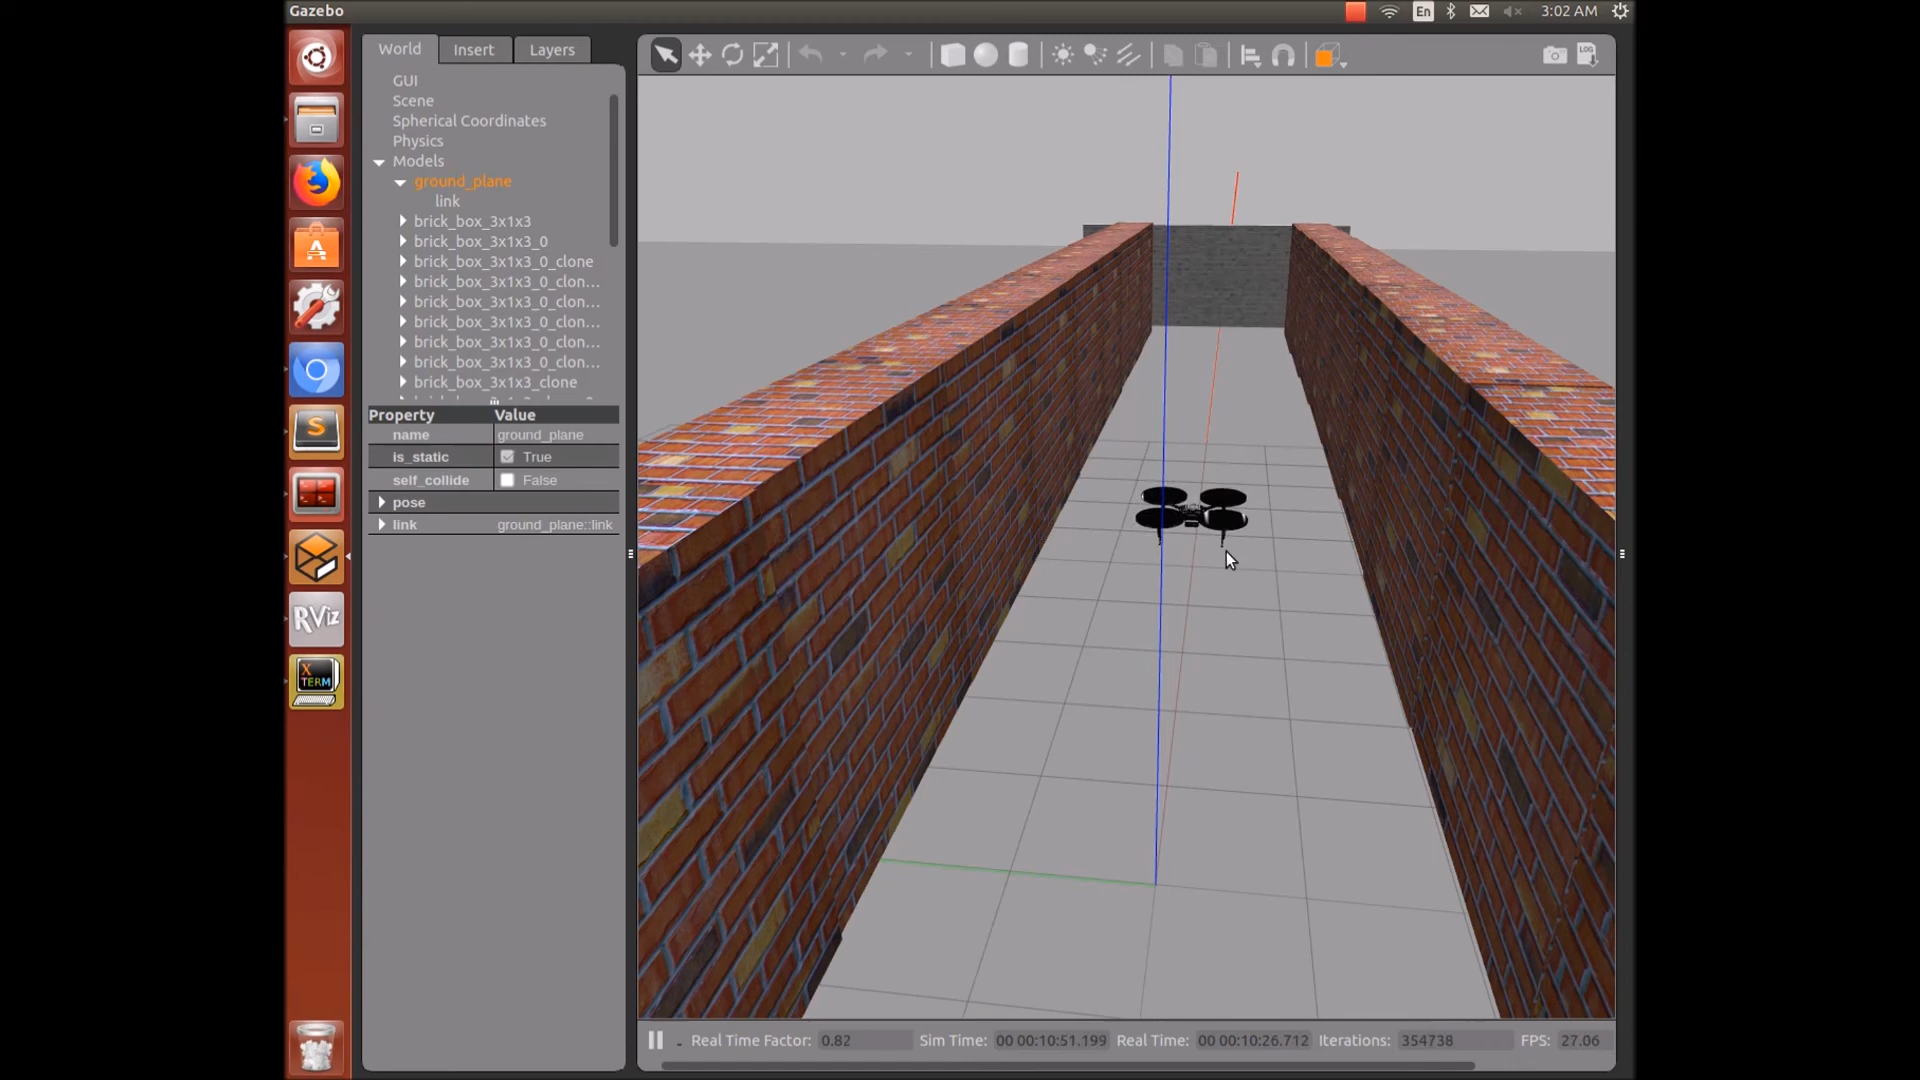 Gazebo
En
3:02 AM
World
Insert
Layers
LOG
GUI
Scene
Spherical Coordinates
Physics
Models
ground_plane
link
brick_box_3x1x3
brick_box_3x1x3_0
brick_box_3x1x3_0_clone
brick_box_3x1x3_0_clon...
brick_box_3x1x3_0_clon...
brick_box_3x1x3_0_clon...
brick_box_3x1x3_0_clon...
brick_box_3x1x3_0_clon...
brick_box_3x1x3_clone
Property Value
name ground_plane
is_static True
self_collide False
pose
link ground_plane::link
RViz
X
TERM
Real Time Factor: 0.82 Sim Time: 00 00:10:51.199 Real Time: 00 00:10:26.712 Iterations: 354738 FPS: 27.06